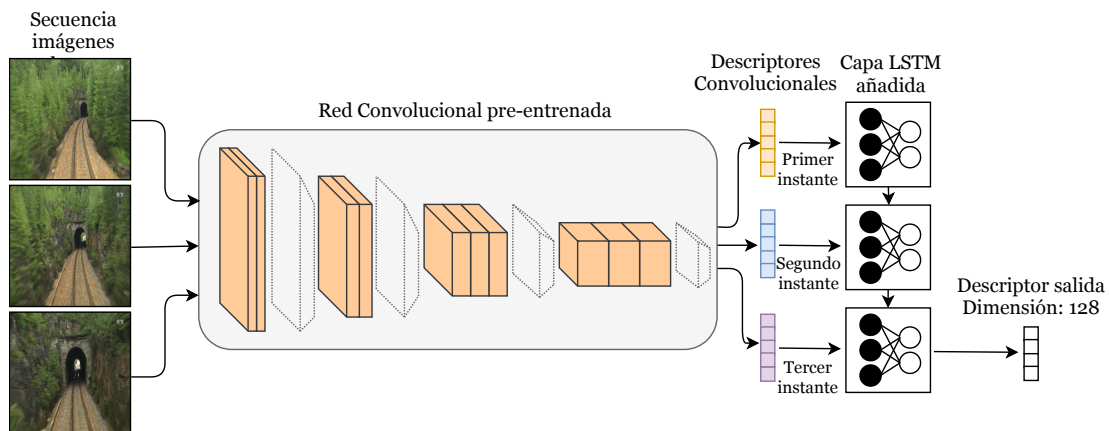 Secuencia
imágenes
Red Convolucional pre-entrenada
Descriptores
Convolucionales
Capa LSTM
añadida
Primer
instante
Segundo
instante
Tercer
instante
Descriptor salida
Dimensión: 128